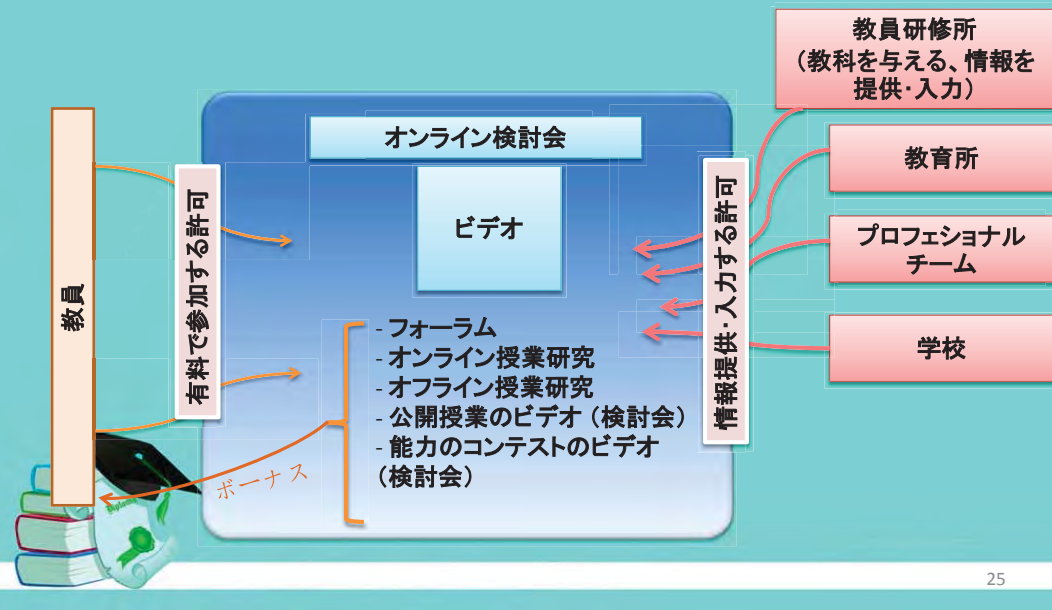 教員研修所
（教科を与える、情報を
提供・入力）
オンライン検討会
教育所
ビデオ
有料で参加する許可
情報提供・入力する許可
プロフェショナル
チーム
教員
- フォーラム
- オンライン授業研究
- オフライン授業研究
- 公開授業のビデオ（検討会）
- 能力のコンテストのビデオ
（検討会）
学校
ボーナス
Diploma
25